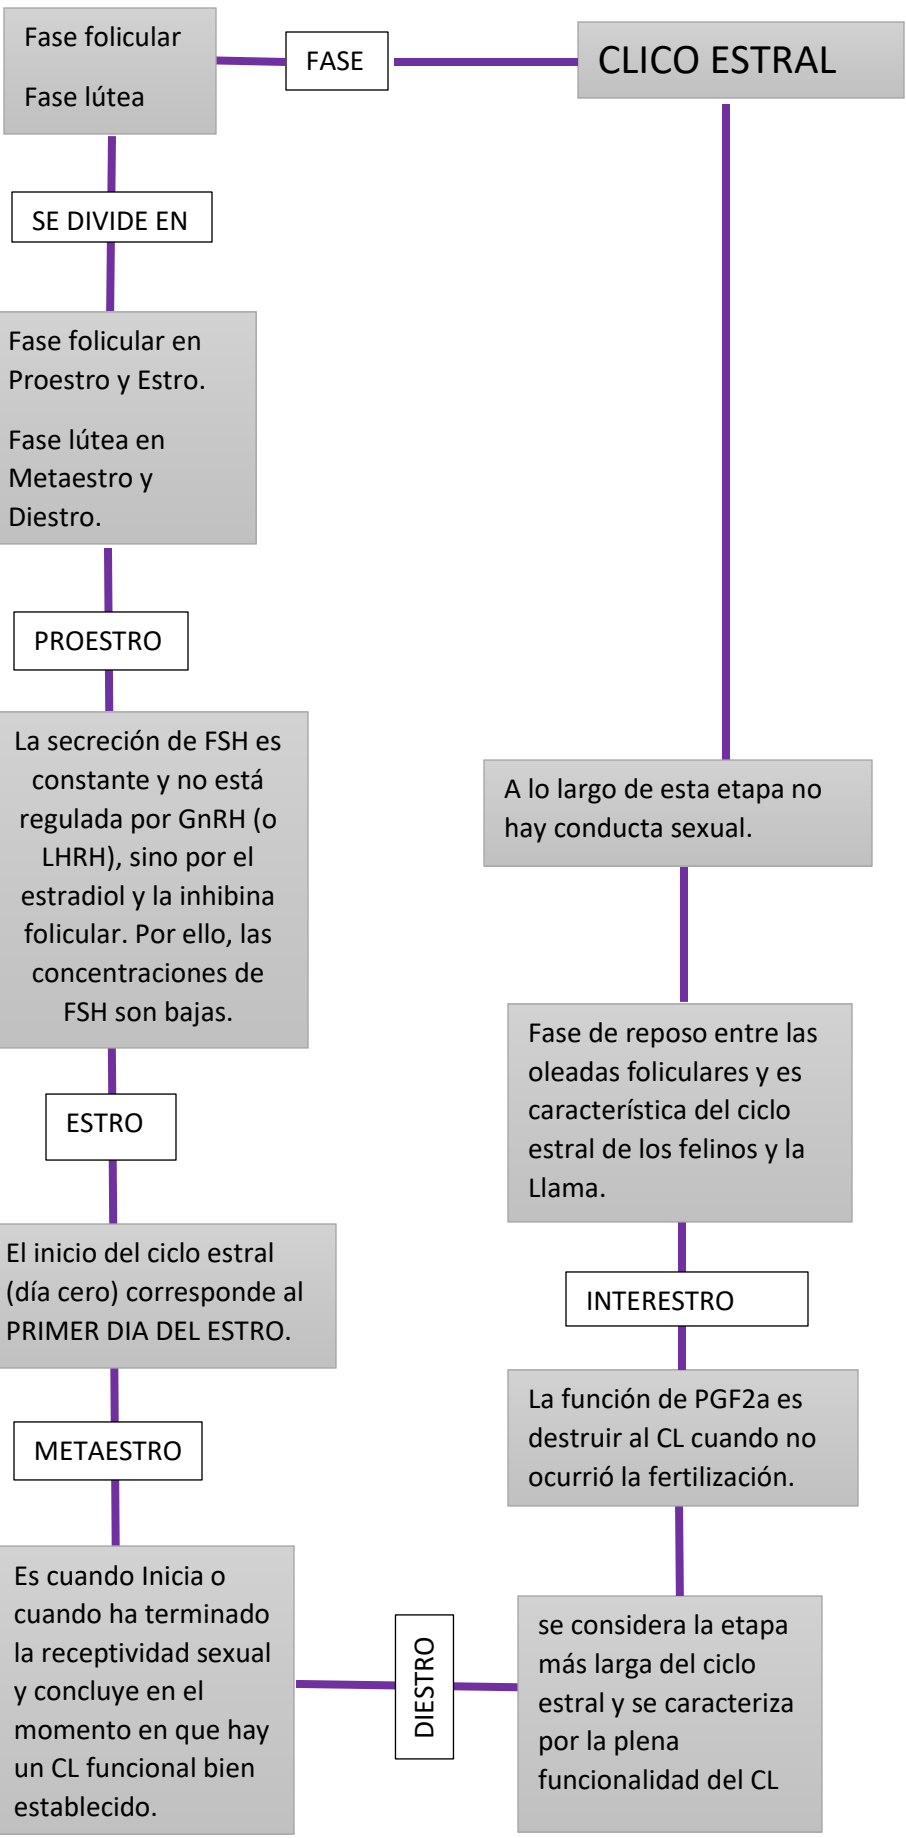 CLICO ESTRAL
FASE
Fase folicular
Fase lútea
SE DIVIDE EN
Fase folicular en
Proestro y Estro.
Fase lútea en
Metaestro y
Diestro.
PROESTRO
La secreción de FSH es
constante y no está
regulada por GnRH (o
LHRH), sino por el
estradiol y la inhibina
folicular. Por ello, las
concentraciones de
FSH son bajas.
ESTRO
El inicio del ciclo estral
(día cero) corresponde al
PRIMER DIA DEL ESTRO.
METAESTRO
Es cuando Inicia o
cuando ha terminado
la receptividad sexual
y concluye en el
momento en que hay
un CL funcional bien
establecido.
DIESTRO
se considera la etapa
más larga del ciclo
estral y se caracteriza
por la plena
funcionalidad del CL
La función de PGF2a es
destruir al CL cuando no
ocurrió la fertilización.
INTERESTRO
Fase de reposo entre las
oleadas foliculares y es
característica del ciclo
estral de los felinos y la
Llama.
A lo largo de esta etapa no
hay conducta sexual.